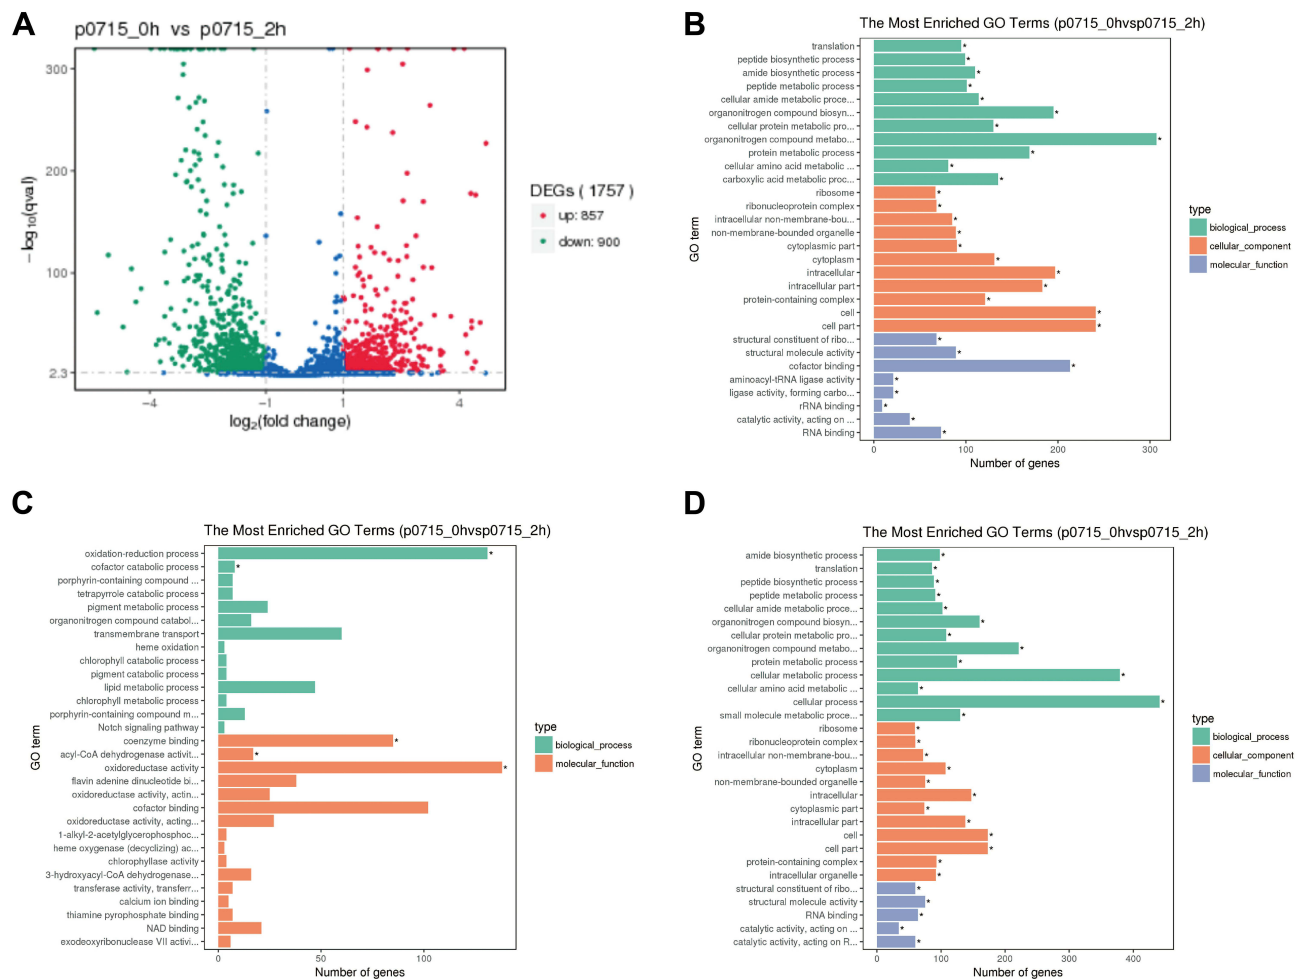 A
p0715_0h vs p0715_2h
300
200
100
2.3
−log10(qval)
−4
−1
1
4
log2(fold change)
DEGs ( 1757 )
up: 857
down: 900
B
The Most Enriched GO Terms (p0715_0hvsp0715_2h)
translation
peptide biosynthetic process
amide biosynthetic process
peptide metabolic process
cellular amide metabolic proce...
organonitrogen compound biosyn...
cellular protein metabolic pro...
organonitrogen compound metabo...
protein metabolic process
cellular amino acid metabolic ...
carboxylic acid metabolic proc...
ribosome
ribonucleoprotein complex
intracellular non-membrane-bou...
non-membrane-bounded organelle
cytoplasmic part
cytoplasm
intracellular
intracellular part
protein-containing complex
cell
cell part
structural constituent of ribo...
structural molecule activity
cofactor binding
aminoacyl-tRNA ligase activity
ligase activity, forming carbo...
rRNA binding
catalytic activity, acting on ...
RNA binding
GO term
0
100
200
300
Number of genes
type
biological_process
cellular_component
molecular_function
C
The Most Enriched GO Terms (p0715_0hvsp0715_2h)
oxidation-reduction process
cofactor catabolic process
porphyrin-containing compound ...
tetrapyrrole catabolic process
pigment metabolic process
organonitrogen compound catabol...
transmembrane transport
heme oxidation
chlorophyll catabolic process
pigment catabolic process
lipid metabolic process
chlorophyll metabolic process
porphyrin-containing compound m...
Notch signaling pathway
coenzyme binding
acyl-CoA dehydrogenase activit...
oxidoreductase activity
flavin adenine dinucleotide bi...
oxidoreductase activity, actin...
cofactor binding
oxidoreductase activity, acting...
1-alkyl-2-acetylglycerophosphoc...
heme oxygenase (decyclizing) ac...
chlorophyllase activity
3-hydroxyacyl-CoA dehydrogenase...
transferase activity, transferr...
calcium ion binding
thiamine pyrophosphate binding
NAD binding
exodeoxyribonuclease VII activi...
GO term
0
50
100
Number of genes
type
biological_process
molecular_function
D
The Most Enriched GO Terms (p0715_0hvsp0715_2h)
amide biosynthetic process
translation
peptide biosynthetic process
peptide metabolic process
cellular amide metabolic proce...
organonitrogen compound biosyn...
cellular protein metabolic pro...
organonitrogen compound metabo...
protein metabolic process
cellular metabolic process
cellular amino acid metabolic ...
cellular process
small molecule metabolic proce...
ribosome
ribonucleoprotein complex
intracellular non-membrane-bou...
cytoplasm
non-membrane-bounded organelle
intracellular
cytoplasmic part
intracellular part
cell
cell part
protein-containing complex
intracellular organelle
structural constituent of ribo...
structural molecule activity
RNA binding
catalytic activity, acting on ...
catalytic activity, acting on R...
GO term
0
100
200
300
400
Number of genes
type
biological_process
cellular_component
molecular_function